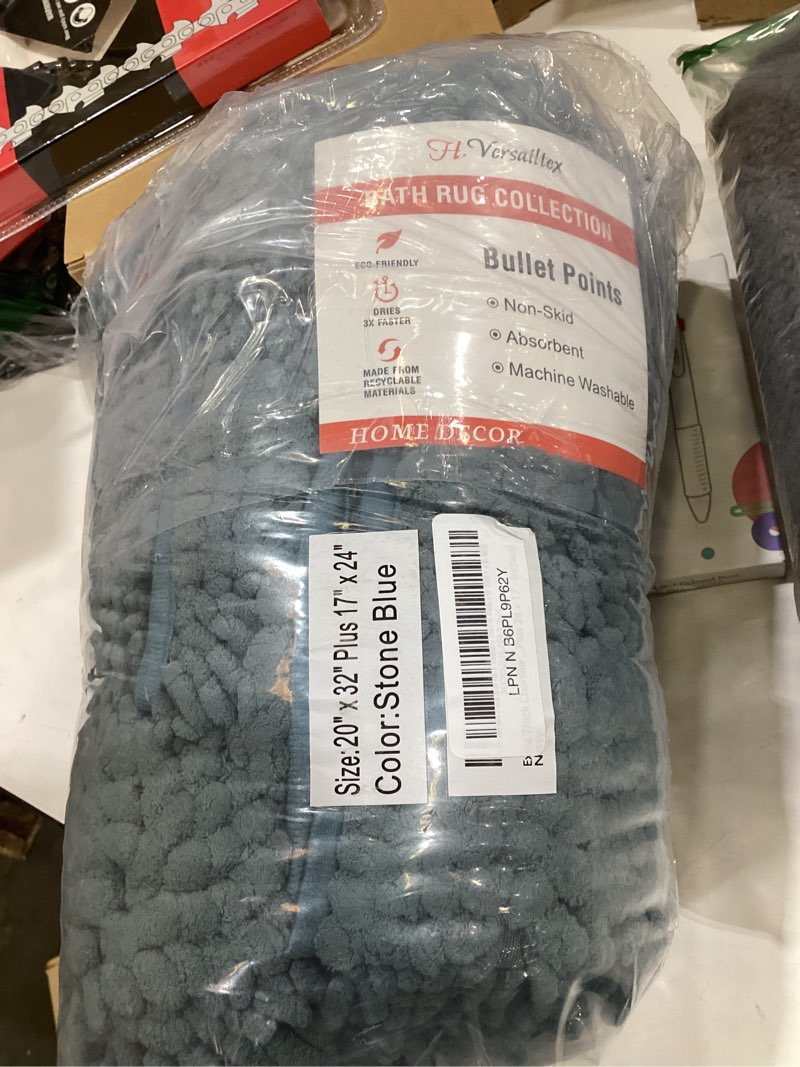 H.Versailtex
BATH RUG COLLECTION
ECO-FRIENDLY
DRIES
3X FASTER
MADE FROM
RECYCLABLE
MATERIALS
Bullet Points
Non-Skid
Absorbent
Machine Washable
HOME DECOR
Size: 20" x 32" Plus 17" x 24"
Color:Stone Blue
LPN N B6PL9P62Y
N